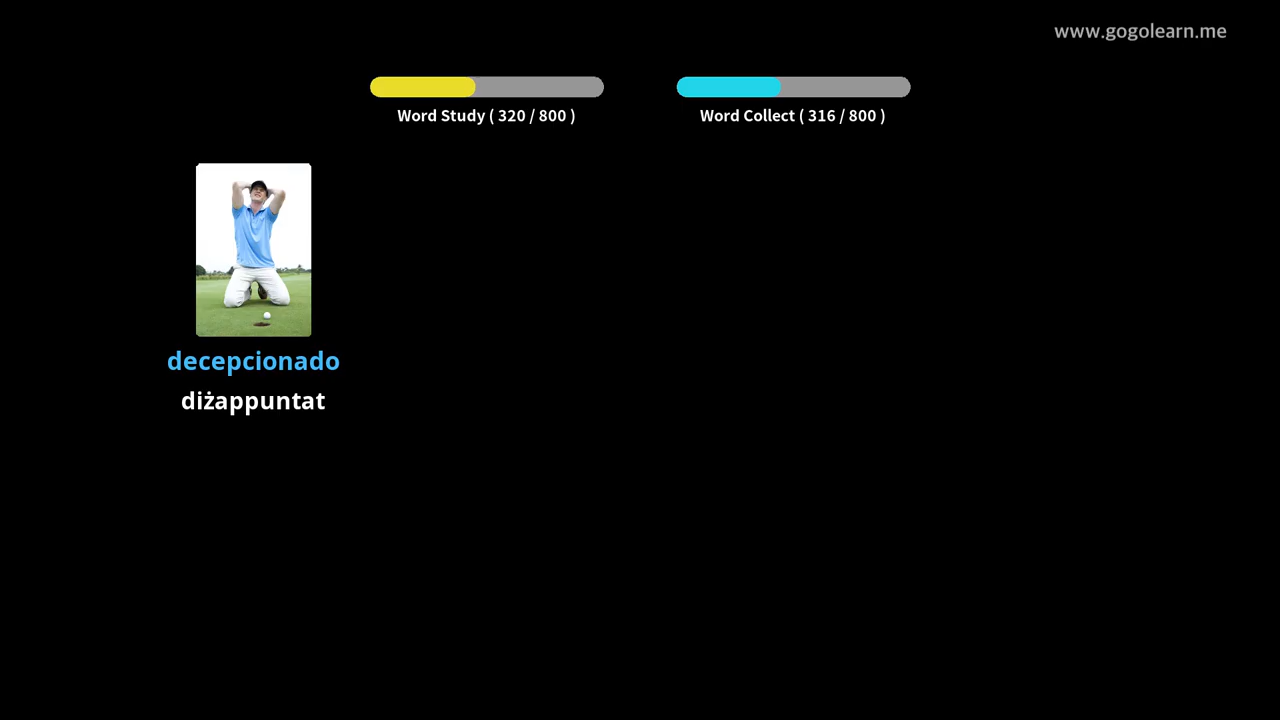 www.gogolearn.me
Word Study ( 320 / 800 )
Word Collect ( 316 / 800 )
decepcionado
diżappuntat